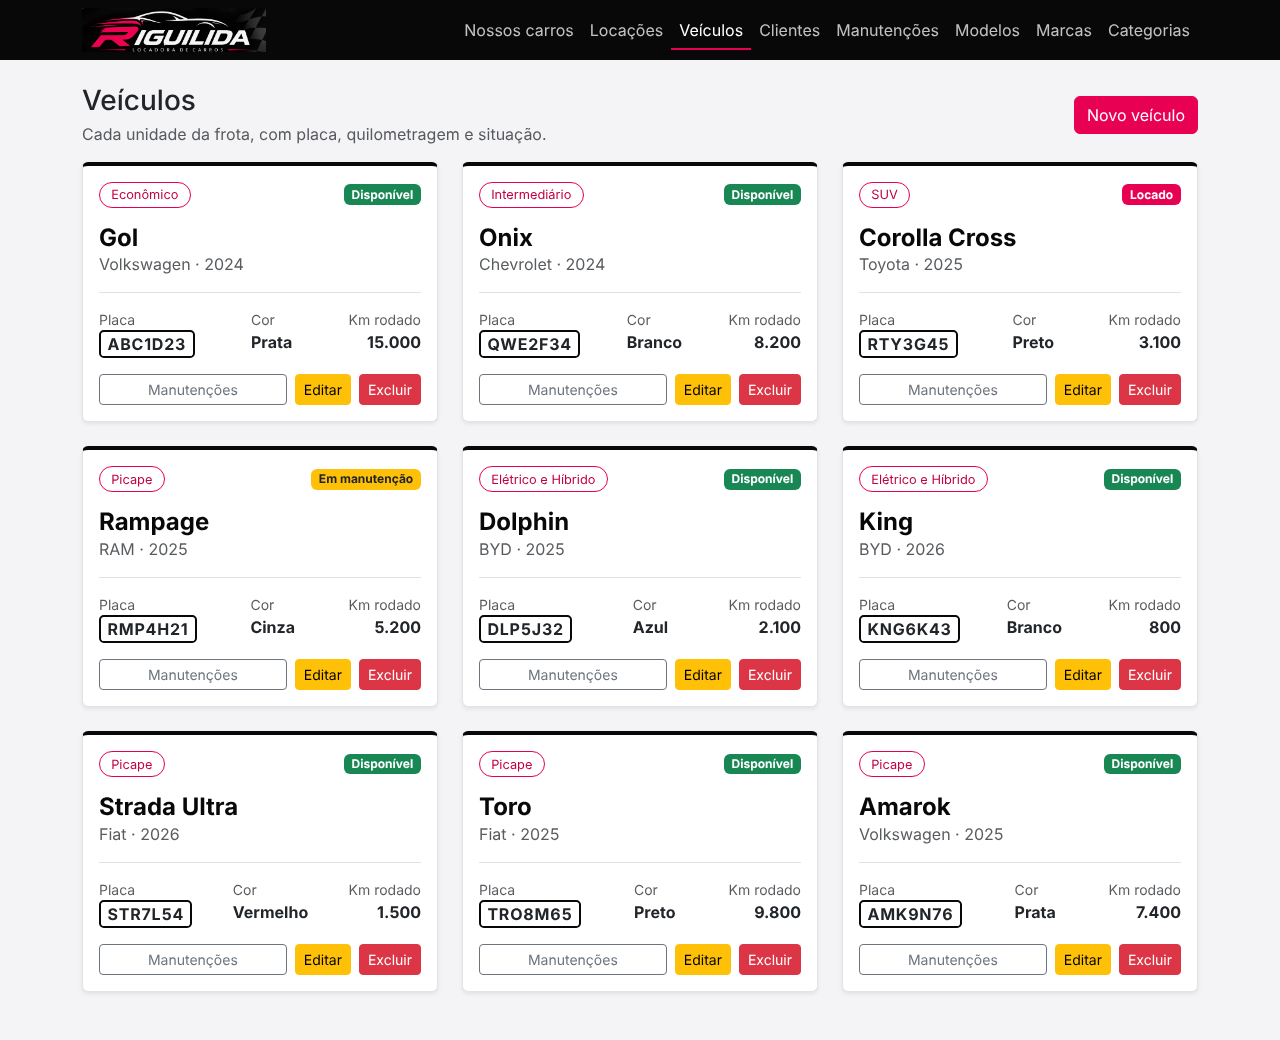 RIGUILIDA
LOCADORA DE CARROS
Nossos carros Locações Veículos Clientes Manutenções Modelos Marcas Categorias
Veículos
Cada unidade da frota, com placa, quilometragem e situação.
Novo veículo
Econômico Disponível
Gol
Volkswagen · 2024
Placa Cor Km rodado
ABC1D23 Prata 15.000
Manutenções Editar Excluir
Intermediário Disponível
Onix
Chevrolet · 2024
Placa Cor Km rodado
QWE2F34 Branco 8.200
Manutenções Editar Excluir
SUV Locado
Corolla Cross
Toyota · 2025
Placa Cor Km rodado
RTY3G45 Preto 3.100
Manutenções Editar Excluir
Picape Em manutenção
Rampage
RAM · 2025
Placa Cor Km rodado
RMP4H21 Cinza 5.200
Manutenções Editar Excluir
Elétrico e Híbrido Disponível
Dolphin
BYD · 2025
Placa Cor Km rodado
DLP5J32 Azul 2.100
Manutenções Editar Excluir
Elétrico e Híbrido Disponível
King
BYD · 2026
Placa Cor Km rodado
KNG6K43 Branco 800
Manutenções Editar Excluir
Picape Disponível
Strada Ultra
Fiat · 2026
Placa Cor Km rodado
STR7L54 Vermelho 1.500
Manutenções Editar Excluir
Picape Disponível
Toro
Fiat · 2025
Placa Cor Km rodado
TRO8M65 Preto 9.800
Manutenções Editar Excluir
Picape Disponível
Amarok
Volkswagen · 2025
Placa Cor Km rodado
AMK9N76 Prata 7.400
Manutenções Editar Excluir